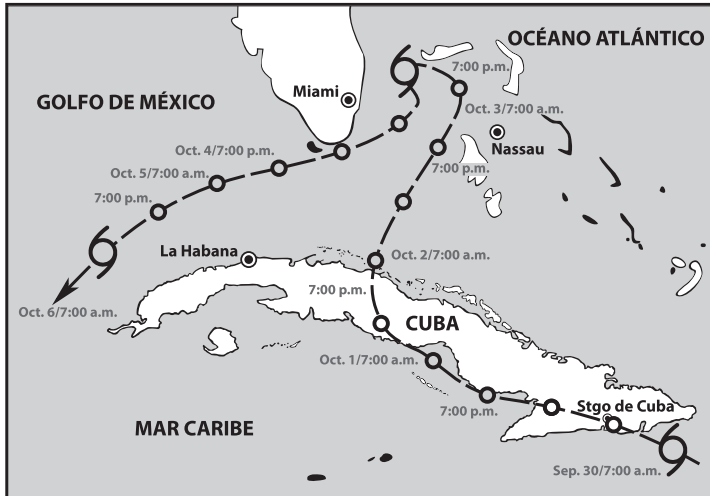 OCÉANO ATLÁNTICO
7:00 p.m.
Miami
GOLFO DE MÉXICO
Oct. 3/7:00 a.m.
Oct. 4/7:00 p.m.
Nassau
Oct. 5/7:00 a.m.
7:00 p.m.
7:00 p.m.
La Habana
Oct. 2/7:00 a.m.
7:00 p.m.
Oct. 6/7:00 a.m.
CUBA
Oct. 1/7:00 a.m.
7:00 p.m.
Stgo de Cuba
MAR CARIBE
Sep. 30/7:00 a.m.